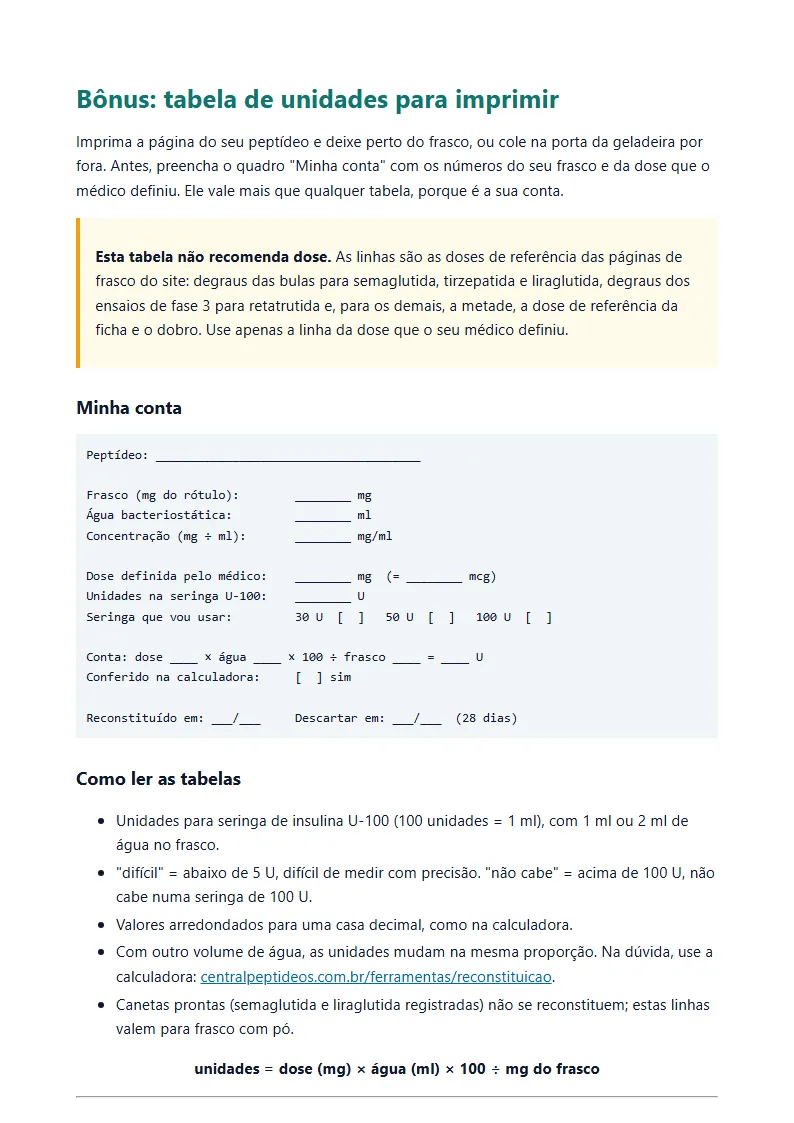 Bônus: tabela de unidades para imprimir
Imprima a página do seu peptídeo e deixe perto do frasco, ou cole na porta da geladeira por
fora. Antes, preencha o quadro "Minha conta" com os números do seu frasco e da dose que o
médico definiu. Ele vale mais que qualquer tabela, porque é a sua conta.
Esta tabela não recomenda dose. As linhas são as doses de referência das páginas de
frasco do site: degraus das bulas para semaglutida, tirzepatida e liraglutida, degraus dos
ensaios de fase 3 para retatrutida e, para os demais, a metade, a dose de referência da
ficha e o dobro. Use apenas a linha da dose que o seu médico definiu.
Minha conta
Peptídeo: ______________________________________
Frasco (mg do rótulo): ________ mg
Água bacteriostática: ________ ml
Concentração (mg ÷ ml): ________ mg/ml
Dose definida pelo médico: ________ mg (= ________ mcg)
Unidades na seringa U-100: ________ U
Seringa que vou usar: 30 U [ ] 50 U [ ] 100 U [ ]
Conta: dose ____ × água ____ × 100 ÷ frasco ____ = ____ U
Conferido na calculadora: [ ] sim
Reconstituído em: ___/___ Descartar em: ___/___ (28 dias)
Como ler as tabelas
• Unidades para seringa de insulina U-100 (100 unidades = 1 ml), com 1 ml ou 2 ml de
água no frasco.
• "difícil" = abaixo de 5 U, difícil de medir com precisão. "não cabe" = acima de 100 U, não
cabe numa seringa de 100 U.
• Valores arredondados para uma casa decimal, como na calculadora.
• Com outro volume de água, as unidades mudam na mesma proporção. Na dúvida, use a
calculadora: centralpeptideos.com.br/ferramentas/reconstituicao.
• Canetas prontas (semaglutida e liraglutida registradas) não se reconstituem; estas linhas
valem para frasco com pó.
unidades = dose (mg) × água (ml) × 100 ÷ mg do frasco